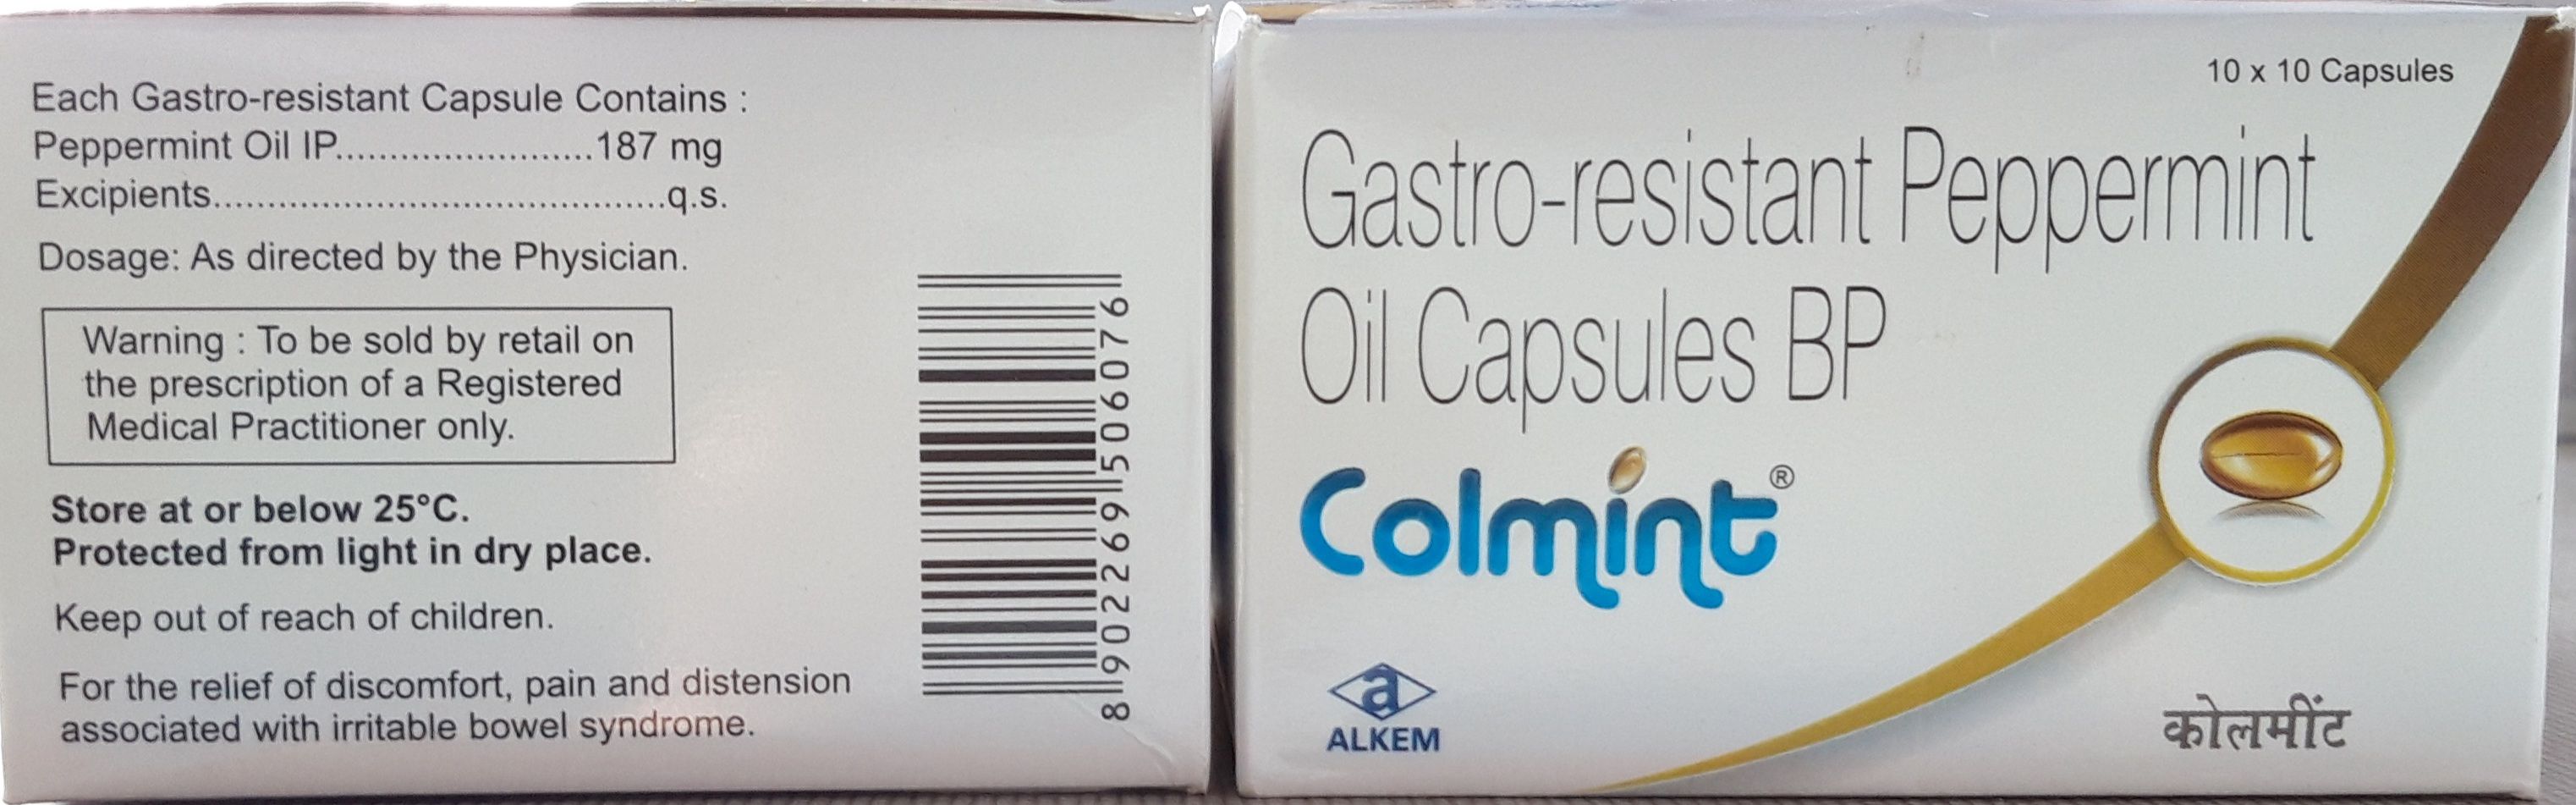 Each Gastro-resistant Capsule Contains :
Peppermint Oil IP........................187 mg
Excipients..........................................q.s.
Dosage: As directed by the Physician.
Warning : To be sold by retail on
the prescription of a Registered
Medical Practitioner only.
Store at or below 25°C.
Protected from light in dry place.
Keep out of reach of children.
For the relief of discomfort, pain and distension
associated with irritable bowel syndrome.
8 902269 506076
10 x 10 Capsules
Gastro-resistant Peppermint
Oil Capsules BP
Colmint®
a
ALKEM
कोलमींट